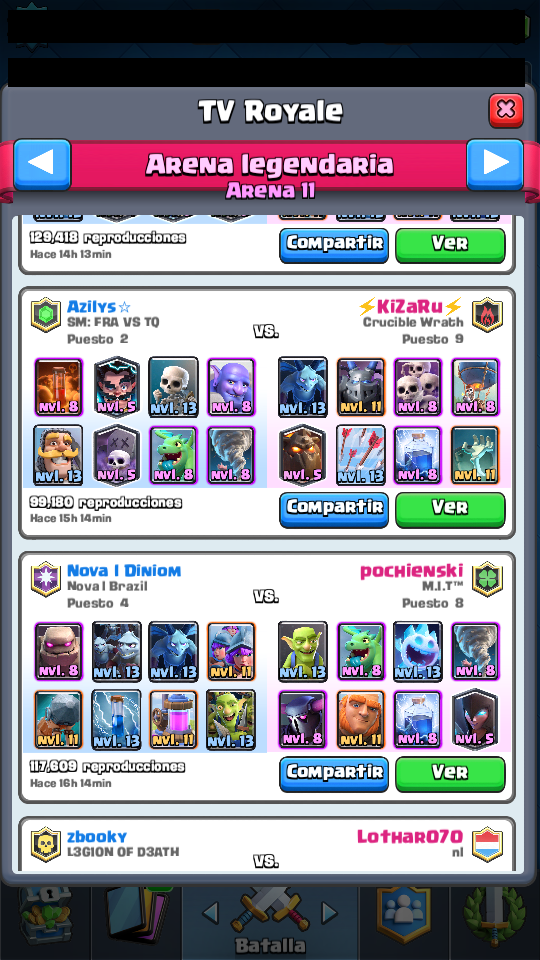 TV Royale
Arena legendaria
Arena 11
129,418 reproducciones
Hace 14h 13min
Compartir
Ver
Azilys☆
SM: FRA VS TQ
Puesto 2
vs.
⚡KiZaRu⚡
Crucible Wrath
Puesto 9
Nvl. 8 Nvl. 5 Nvl. 13 Nvl. 8 Nvl. 13 Nvl. 11 Nvl. 8 Nvl. 8
Nvl. 13 Nvl. 5 Nvl. 8 Nvl. 8 Nvl. 5 Nvl. 13 Nvl. 8 Nvl. 11
99,180 reproducciones
Hace 15h 14min
Compartir
Ver
Nova l Diniom
Nova l Brazil
Puesto 4
vs.
pochienski
M.I.T™
Puesto 8
Nvl. 8 Nvl. 13 Nvl. 13 Nvl. 11 Nvl. 13 Nvl. 8 Nvl. 13 Nvl. 8
Nvl. 11 Nvl. 13 Nvl. 11 Nvl. 13 Nvl. 8 Nvl. 11 Nvl. 8 Nvl. 5
117,609 reproducciones
Hace 16h 14min
Compartir
Ver
zbooky
L3G1ON OF D3ATH
vs.
Lothar070
nl
Batalla